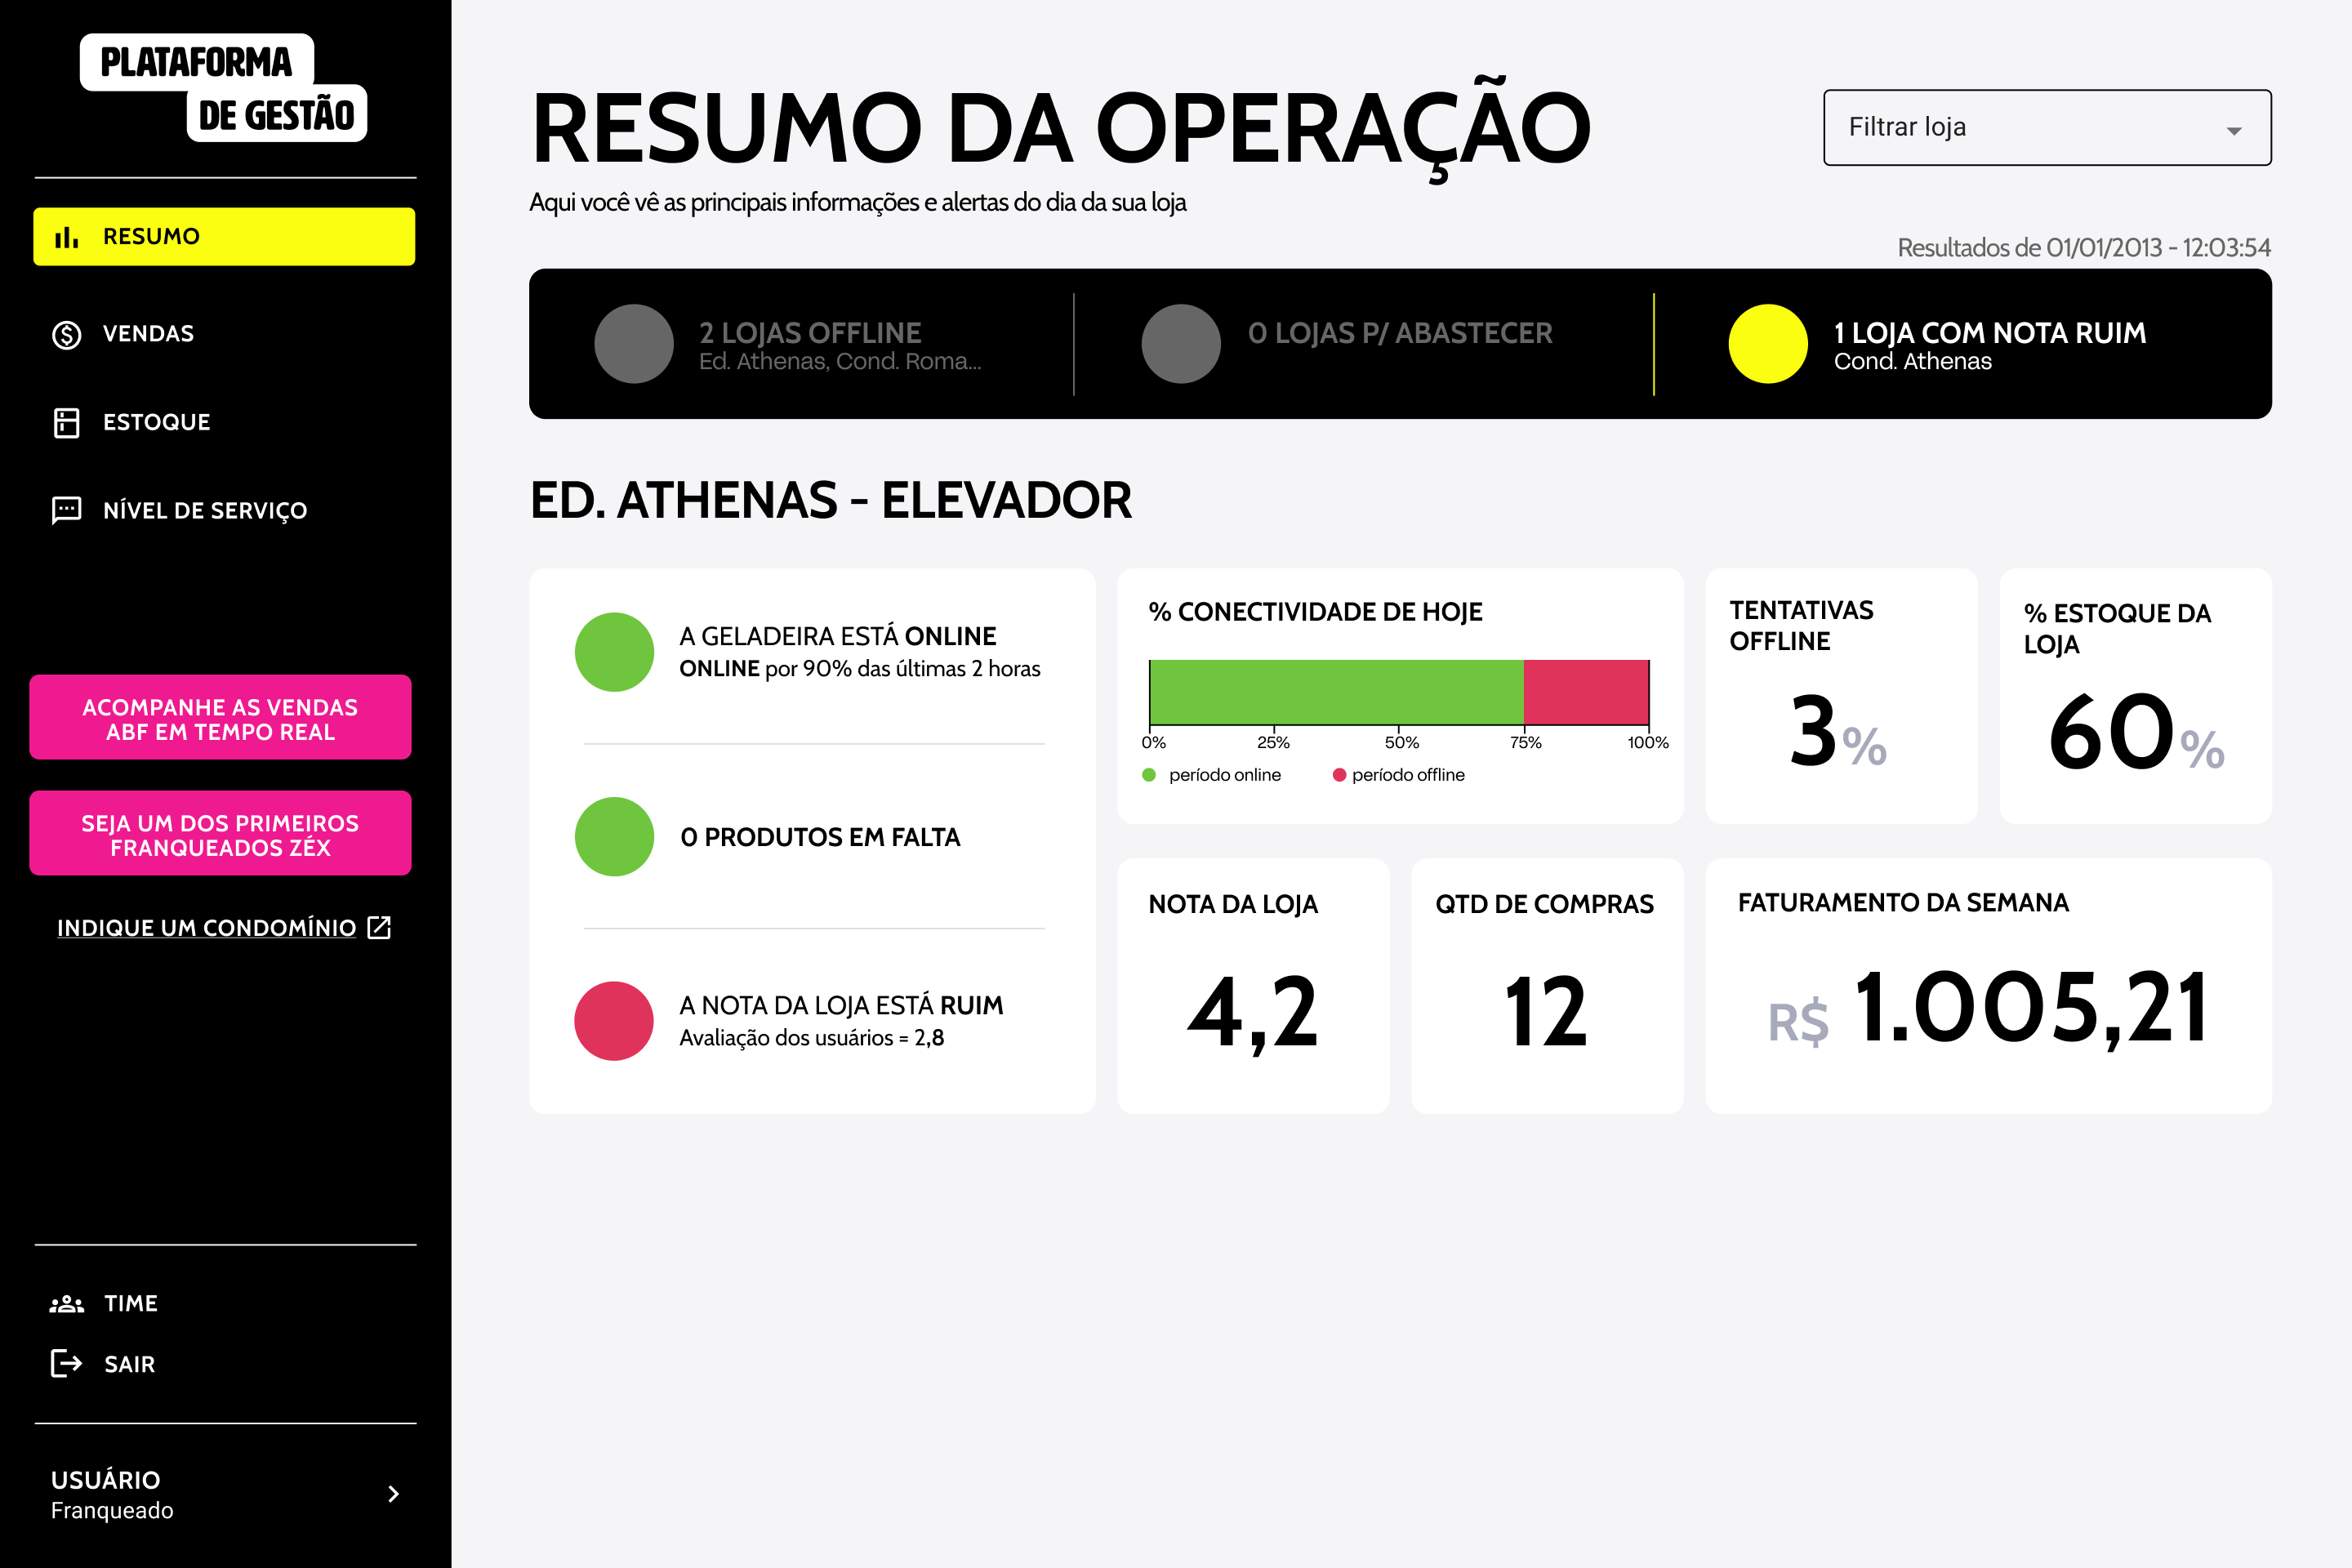 PLATAFORMA
DE GESTÃO
RESUMO
VENDAS
ESTOQUE
NÍVEL DE SERVIÇO
ACOMPANHE AS VENDAS
ABF EM TEMPO REAL
SEJA UM DOS PRIMEIROS
FRANQUEADOS ZÉX
INDIQUE UM CONDOMÍNIO
TIME
SAIR
USUÁRIO
Franqueado
RESUMO DA OPERAÇÃO
Aqui você vê as principais informações e alertas do dia da sua loja
Filtrar loja
Resultados de 01/01/2013 - 12:03:54
2 LOJAS OFFLINE
Ed. Athenas, Cond. Roma...
0 LOJAS P/ ABASTECER
1 LOJA COM NOTA RUIM
Cond. Athenas
ED. ATHENAS - ELEVADOR
A GELADEIRA ESTÁ ONLINE
ONLINE por 90% das últimas 2 horas
0 PRODUTOS EM FALTA
A NOTA DA LOJA ESTÁ RUIM
Avaliação dos usuários = 2,8
% CONECTIVIDADE DE HOJE
0% 25% 50% 75% 100%
período online período offline
TENTATIVAS
OFFLINE
3%
% ESTOQUE DA
LOJA
60%
NOTA DA LOJA
4,2
QTD DE COMPRAS
12
FATURAMENTO DA SEMANA
R$ 1.005,21